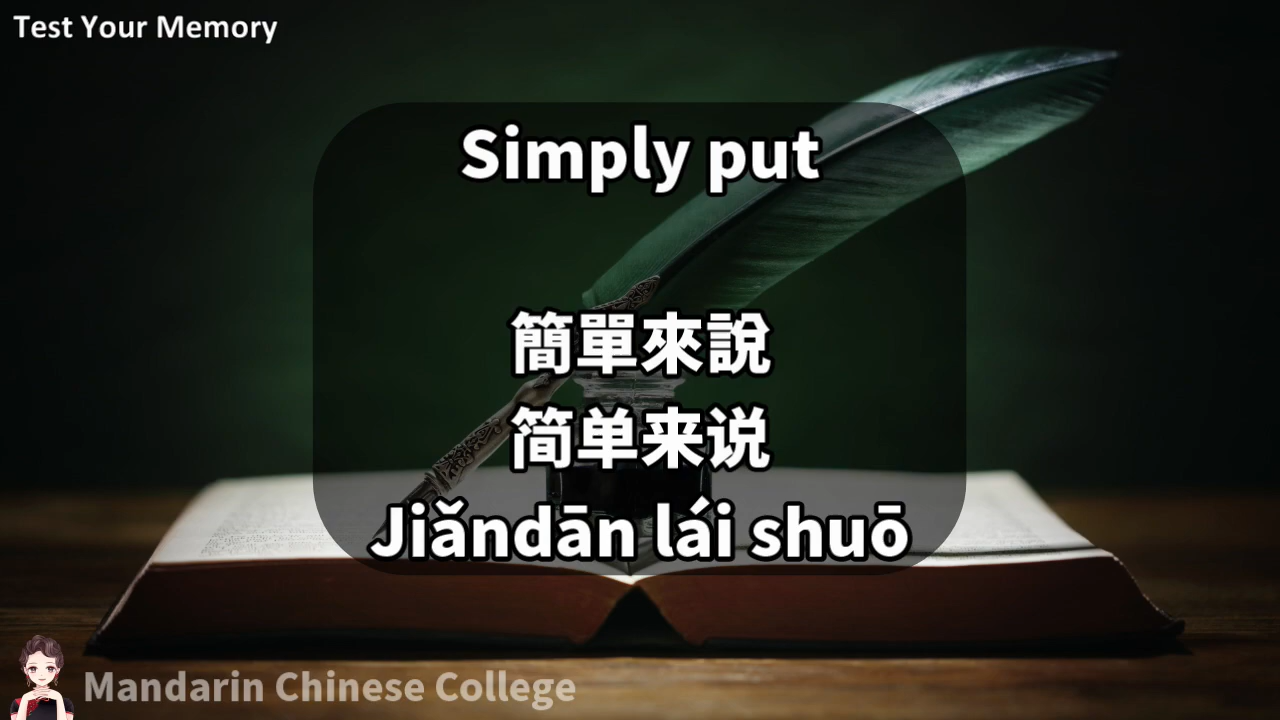 Test Your Memory
Simply put
簡單來說
简单来说
Jiǎndān lái shuō
Mandarin Chinese College